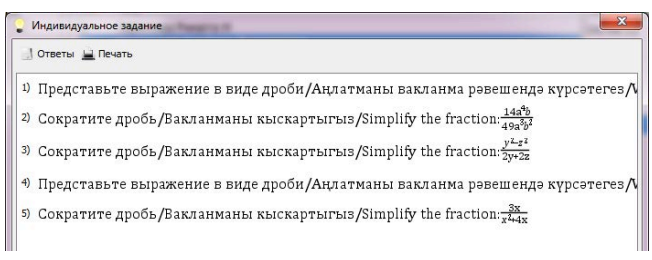 Индивидуальное задание
Ответы Печать
1) Представьте выражение в виде дроби/Аңлатманы вакланма рәвешендә күрсәтегез/
2) Сократите дробь/Вакланманы кыскартыгыз/Simplify the fraction: 14a⁴b/49a³b²
3) Сократите дробь/Вакланманы кыскартыгыз/Simplify the fraction: y²-z²/2y+2z
4) Представьте выражение в виде дроби/Аңлатманы вакланма рәвешендә күрсәтегез/
5) Сократите дробь/Вакланманы кыскартыгыз/Simplify the fraction: 3x/x²+4x